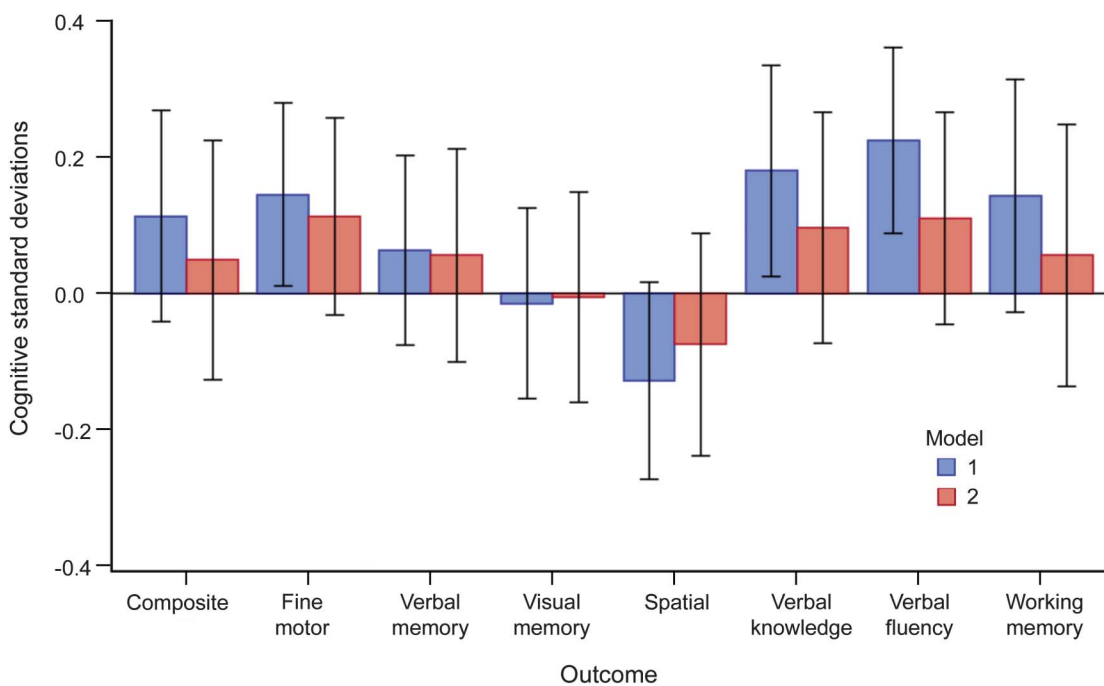 Cognitive standard deviations
0.4
0.2
0.0
-0.2
-0.4
Model
1
2
Composite
Fine
motor
Verbal
memory
Visual
memory
Spatial
Verbal
knowledge
Verbal
fluency
Working
memory
Outcome